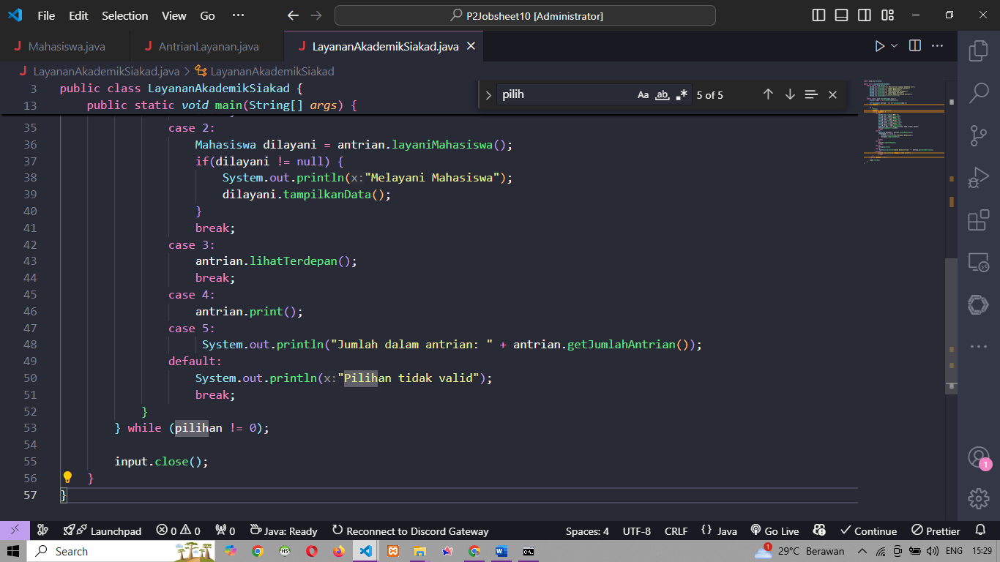 File Edit Selection View Go ··· P2Jobsheet10 [Administrator]
Mahasiswa.java AntrianLayanan.java LayananAkademikSiakad.java
LayananAkademikSiakad.java > LayananAkademikSiakad
pilih Aa ab 5 of 5
3 public class LayananAkademikSiakad {
13 public static void main(String[] args) {
35 case 2:
36 Mahasiswa dilayani = antrian.layaniMahasiswa();
37 if(dilayani != null) {
38 System.out.println(x:"Melayani Mahasiswa");
39 dilayani.tampilkanData();
40 }
41 break;
42 case 3:
43 antrian.lihatTerdepan();
44 break;
45 case 4:
46 antrian.print();
47 case 5:
48 System.out.println("Jumlah dalam antrian: " + antrian.getJumlahAntrian());
49 default:
50 System.out.println(x:"Pilihan tidak valid");
51 break;
52 }
53 } while (pilihan != 0);
54
55 input.close();
56 }
57 }
1
Launchpad 0 0 0 Java: Ready Reconnect to Discord Gateway Spaces: 4 UTF-8 CRLF {} Java Go Live Continue Prettier
Search 1 29°C Berawan ENG 15:29